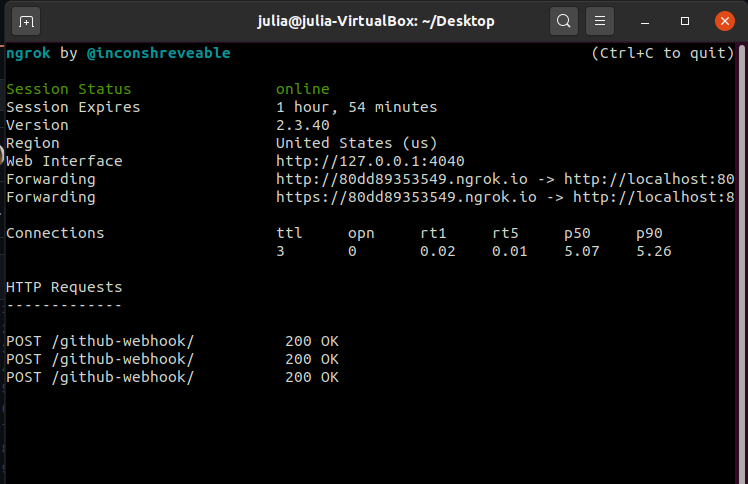 julia@julia-VirtualBox: ~/Desktop
ngrok by @inconshreveable (Ctrl+C to quit)
Session Status online
Session Expires 1 hour, 54 minutes
Version 2.3.40
Region United States (us)
Web Interface http://127.0.0.1:4040
Forwarding http://80dd89353549.ngrok.io -> http://localhost:80
Forwarding https://80dd89353549.ngrok.io -> http://localhost:8
Connections ttl opn rt1 rt5 p50 p90
3 0 0.02 0.01 5.07 5.26
HTTP Requests
-------------
POST /github-webhook/ 200 OK
POST /github-webhook/ 200 OK
POST /github-webhook/ 200 OK